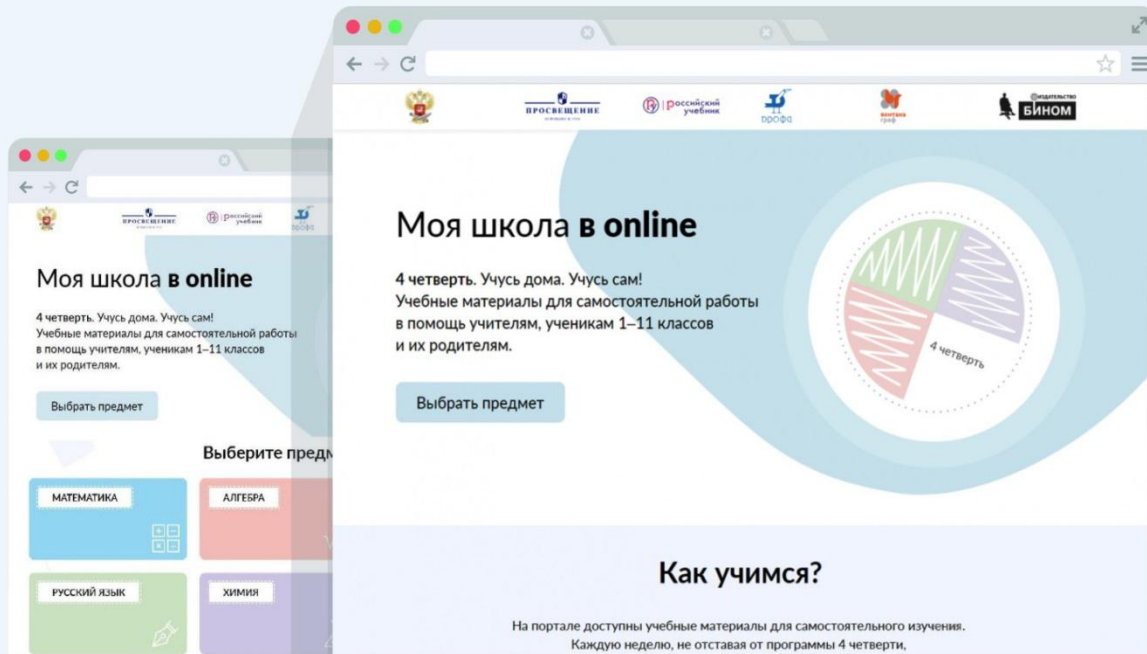 ПРОСВЕЩЕНИЕ
российский
учебник
дрофа
вентана
граф
ИЗДАТЕЛЬСТВО
БИНОМ
Моя школа в online
4 четверть. Учусь дома. Учусь сам!
Учебные материалы для самостоятельной работы
в помощь учителям, ученикам 1–11 классов
и их родителям.
Выбрать предмет
4 четверть
Как учимся?
На портале доступны учебные материалы для самостоятельного изучения.
Каждую неделю, не отставая от программы 4 четверти,
ПРОСВЕЩЕНИЕ
российский
учебник
дрофа
Моя школа в online
4 четверть. Учусь дома. Учусь сам!
Учебные материалы для самостоятельной работы
в помощь учителям, ученикам 1–11 классов
и их родителям.
Выбрать предмет
Выберите предм
МАТЕМАТИКА
АЛГЕБРА
РУССКИЙ ЯЗЫК
ХИМИЯ